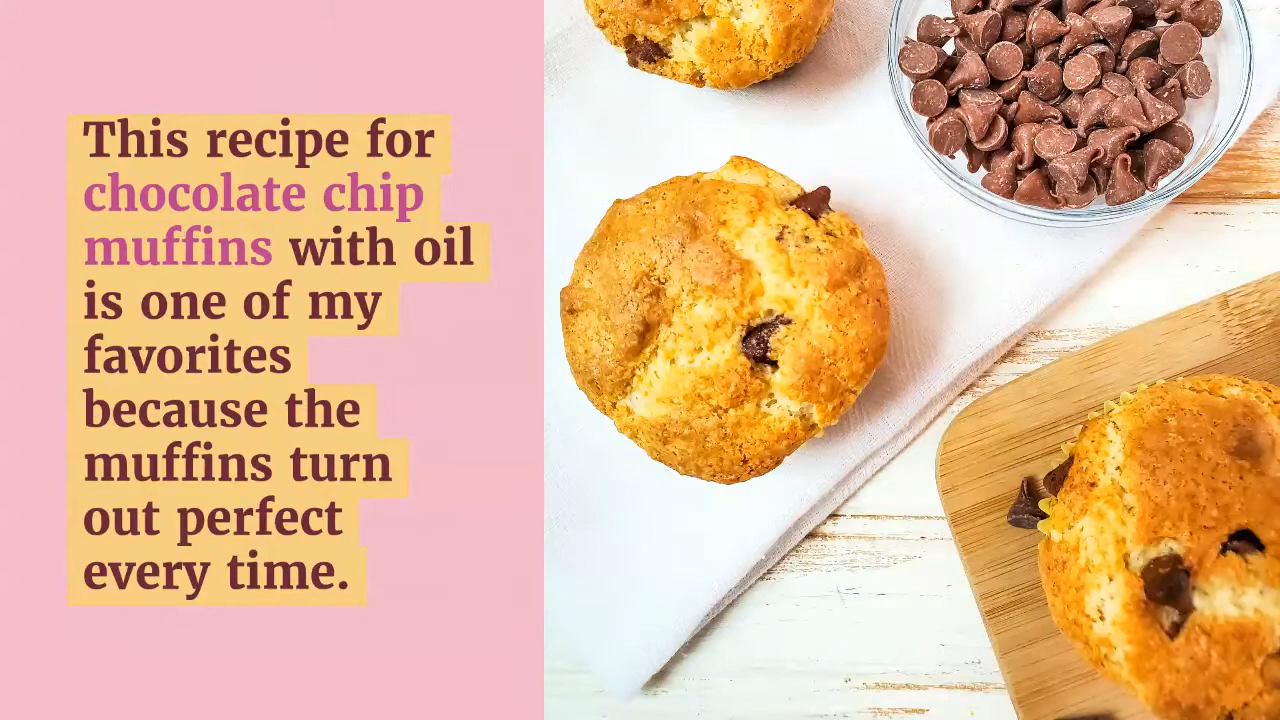 This recipe for
chocolate chip
muffins with oil
is one of my
favorites
because the
muffins turn
out perfect
every time.